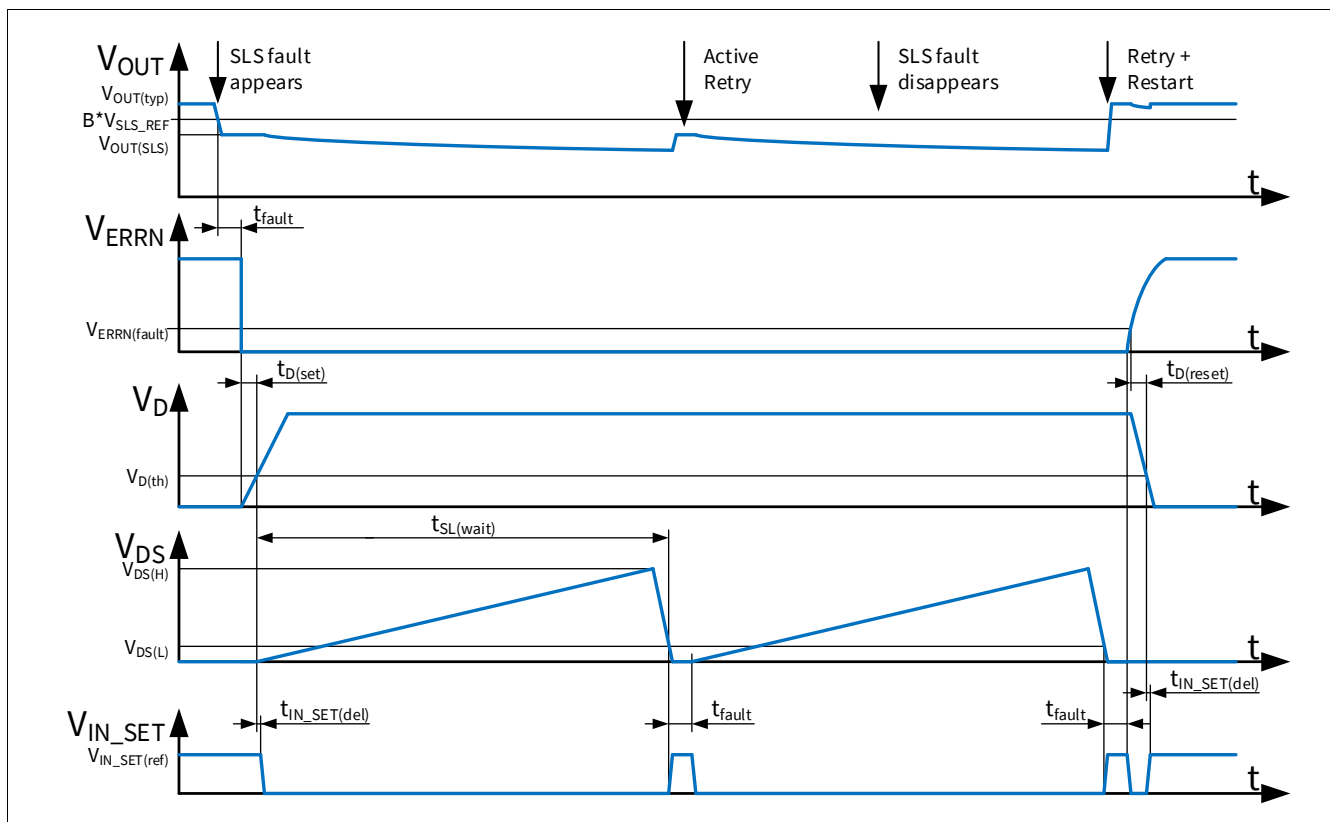 SLS fault
appears
Active
Retry
SLS fault
disappears
Retry +
Restart
VOUT
VOUT(typ)
B*VSLS_REF
VOUT(SLS)
t
tfault
VERRN
VERRN(fault)
t
tD(set)
tD(reset)
VD
VD(th)
t
tSL(wait)
VDS
VDS(H)
VDS(L)
t
tIN_SET(del)
tfault
tfault
tIN_SET(del)
VIN_SET
VIN_SET(ref)
t